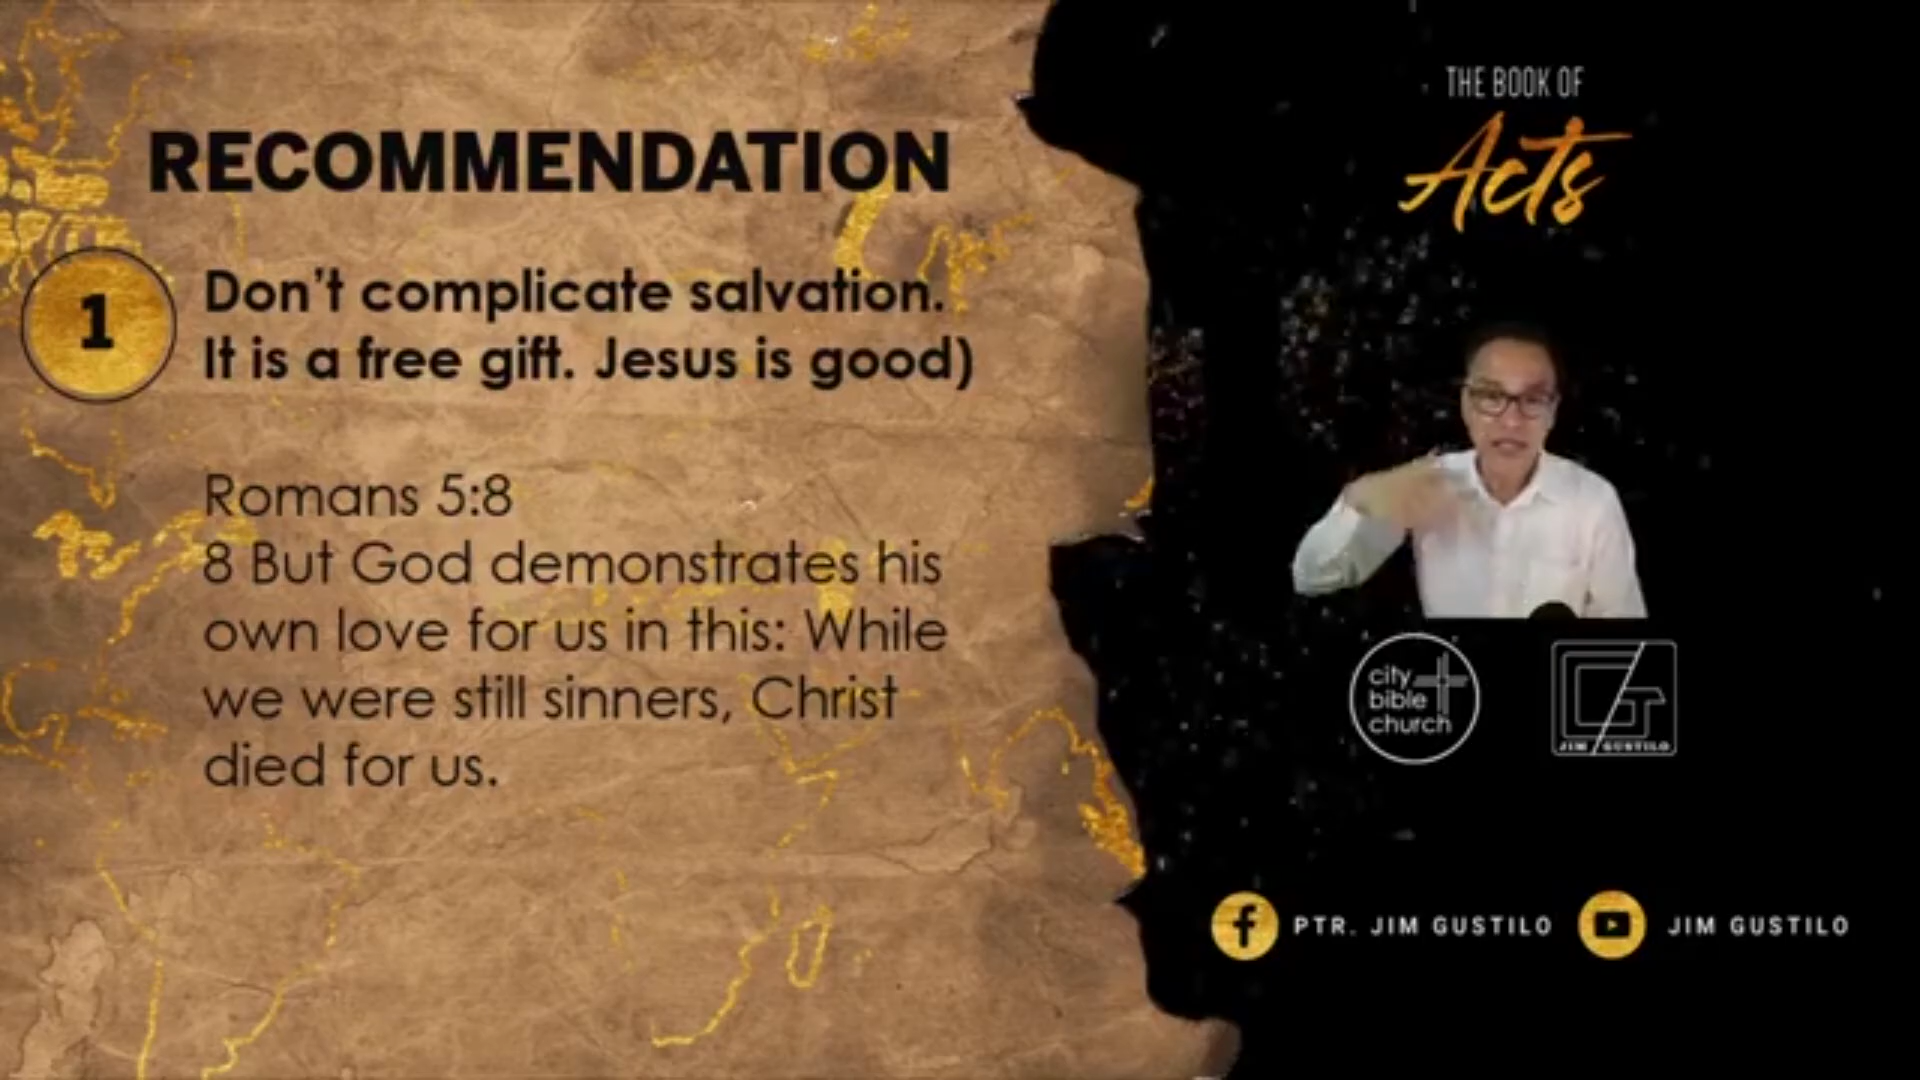 RECOMMENDATION
1
Don't complicate salvation.
It is a free gift. Jesus is good)
Romans 5:8
8 But God demonstrates his
own love for us in this: While
we were still sinners, Christ
died for us.
THE BOOK OF
Acts
city
bible
church
JIM GUSTILO
PTR. JIM GUSTILO
JIM GUSTILO